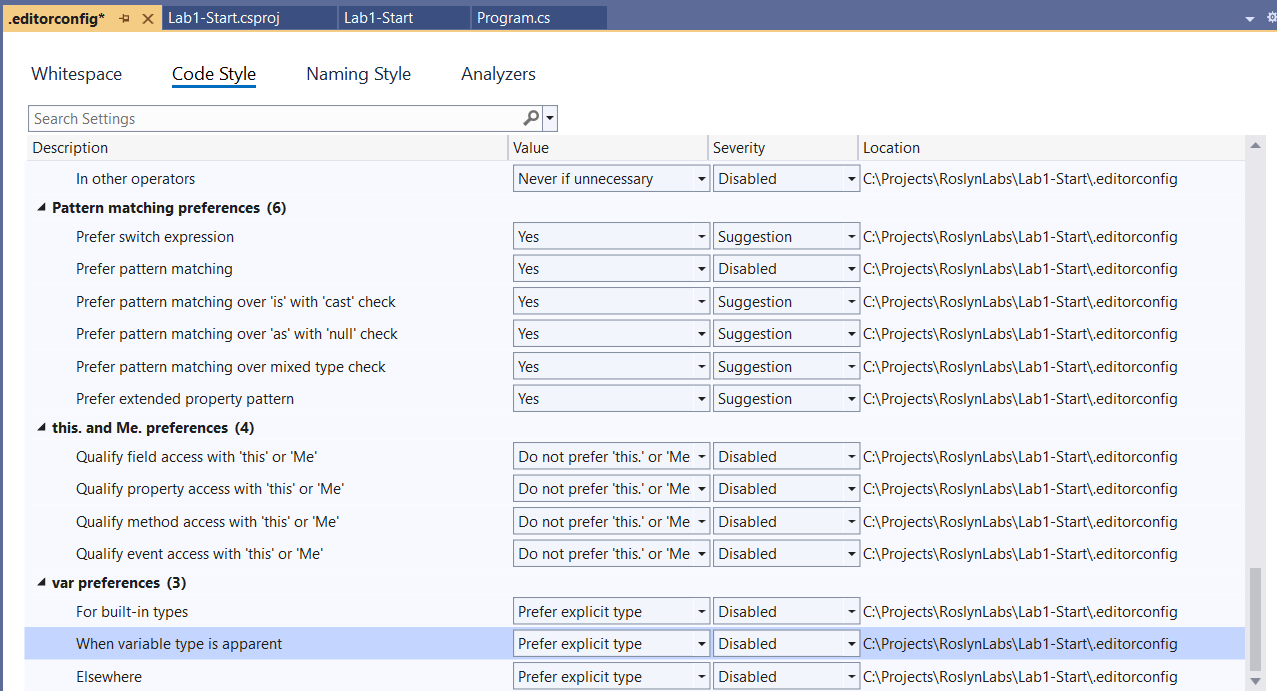 .editorconfig* Lab1-Start.csproj Lab1-Start Program.cs
Whitespace Code Style Naming Style Analyzers
Search Settings
Description Value Severity Location
In other operators Never if unnecessary Disabled C:\Projects\RoslynLabs\Lab1-Start\.editorconfig
Pattern matching preferences (6)
Prefer switch expression Yes Suggestion C:\Projects\RoslynLabs\Lab1-Start\.editorconfig
Prefer pattern matching Yes Disabled C:\Projects\RoslynLabs\Lab1-Start\.editorconfig
Prefer pattern matching over 'is' with 'cast' check Yes Suggestion C:\Projects\RoslynLabs\Lab1-Start\.editorconfig
Prefer pattern matching over 'as' with 'null' check Yes Suggestion C:\Projects\RoslynLabs\Lab1-Start\.editorconfig
Prefer pattern matching over mixed type check Yes Suggestion C:\Projects\RoslynLabs\Lab1-Start\.editorconfig
Prefer extended property pattern Yes Suggestion C:\Projects\RoslynLabs\Lab1-Start\.editorconfig
this. and Me. preferences (4)
Qualify field access with 'this' or 'Me' Do not prefer 'this.' or 'Me Disabled C:\Projects\RoslynLabs\Lab1-Start\.editorconfig
Qualify property access with 'this' or 'Me' Do not prefer 'this.' or 'Me Disabled C:\Projects\RoslynLabs\Lab1-Start\.editorconfig
Qualify method access with 'this' or 'Me' Do not prefer 'this.' or 'Me Disabled C:\Projects\RoslynLabs\Lab1-Start\.editorconfig
Qualify event access with 'this' or 'Me' Do not prefer 'this.' or 'Me Disabled C:\Projects\RoslynLabs\Lab1-Start\.editorconfig
var preferences (3)
For built-in types Prefer explicit type Disabled C:\Projects\RoslynLabs\Lab1-Start\.editorconfig
When variable type is apparent Prefer explicit type Disabled C:\Projects\RoslynLabs\Lab1-Start\.editorconfig
Elsewhere Prefer explicit type Disabled C:\Projects\RoslynLabs\Lab1-Start\.editorconfig